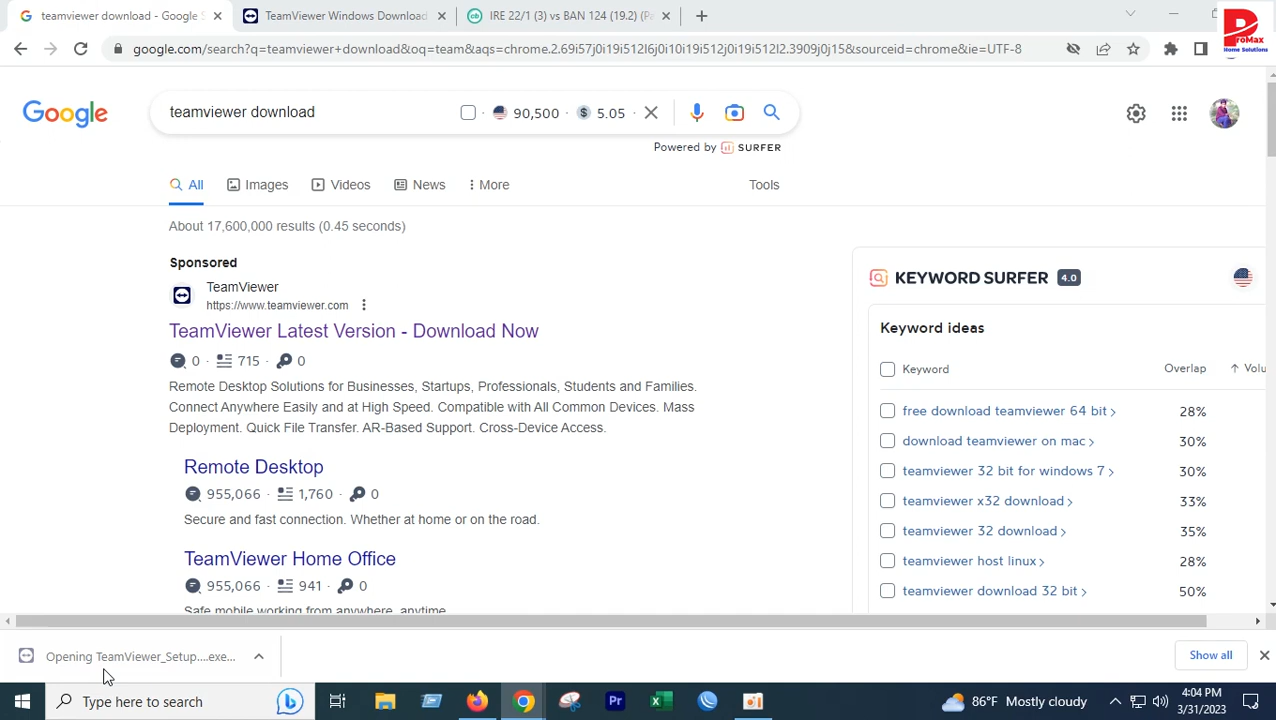 teamviewer download - Google S
TeamViewer Windows Download
IRE 22/1 (3) vs BAN 124 (19.2) (Pa
ProMax
Home Solutions
google.com/search?q=teamviewer+download&oq=team&aqs=chrome.2.69i57j0i19i512l6j0i10i19i512j0i19i512l2.3909j0j15&sourceid=chrome&ie=UTF-8
Google
teamviewer download
90,500
5.05
Powered by SURFER
All
Images
Videos
News
More
Tools
About 17,600,000 results (0.45 seconds)
Sponsored
TeamViewer
https://www.teamviewer.com
TeamViewer Latest Version - Download Now
0 · 715 · 0
Remote Desktop Solutions for Businesses, Startups, Professionals, Students and Families.
Connect Anywhere Easily and at High Speed. Compatible with All Common Devices. Mass
Deployment. Quick File Transfer. AR-Based Support. Cross-Device Access.
Remote Desktop
955,066 · 1,760 · 0
Secure and fast connection. Whether at home or on the road.
TeamViewer Home Office
955,066 · 941 · 0
Safe mobile working from anywhere, anytime.
KEYWORD SURFER 4.0
Keyword ideas
Keyword Overlap Volu
free download teamviewer 64 bit 28%
download teamviewer on mac 30%
teamviewer 32 bit for windows 7 30%
teamviewer x32 download 33%
teamviewer 32 download 35%
teamviewer host linux 28%
teamviewer download 32 bit 50%
Opening TeamViewer_Setup....exe...
Show all
Type here to search
Pr
86°F Mostly cloudy
4:04 PM
3/31/2023